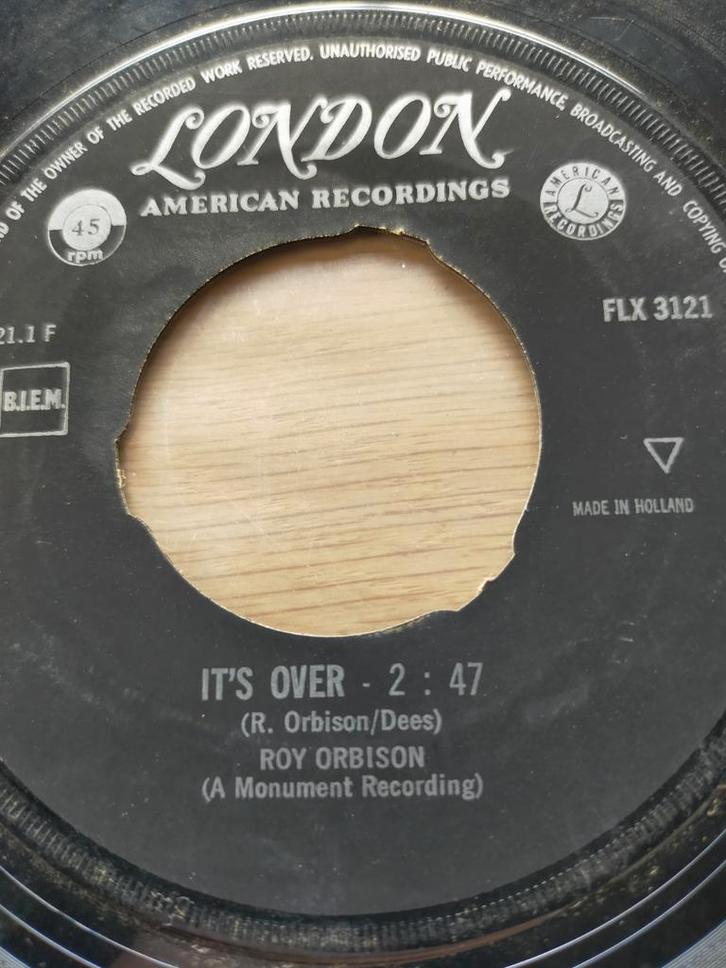 D OF THE OWNER OF THE RECORDED WORK RESERVED. UNAUTHORISED PUBLIC PERFORMANCE, BROADCASTING AND COPYING
LONDON
AMERICAN RECORDINGS
45
rpm
AMERICAN
L
RECORDINGS
FLX 3121
21.1 F
B.I.E.M.
MADE IN HOLLAND
IT'S OVER - 2 : 47
(R. Orbison/Dees)
ROY ORBISON
(A Monument Recording)